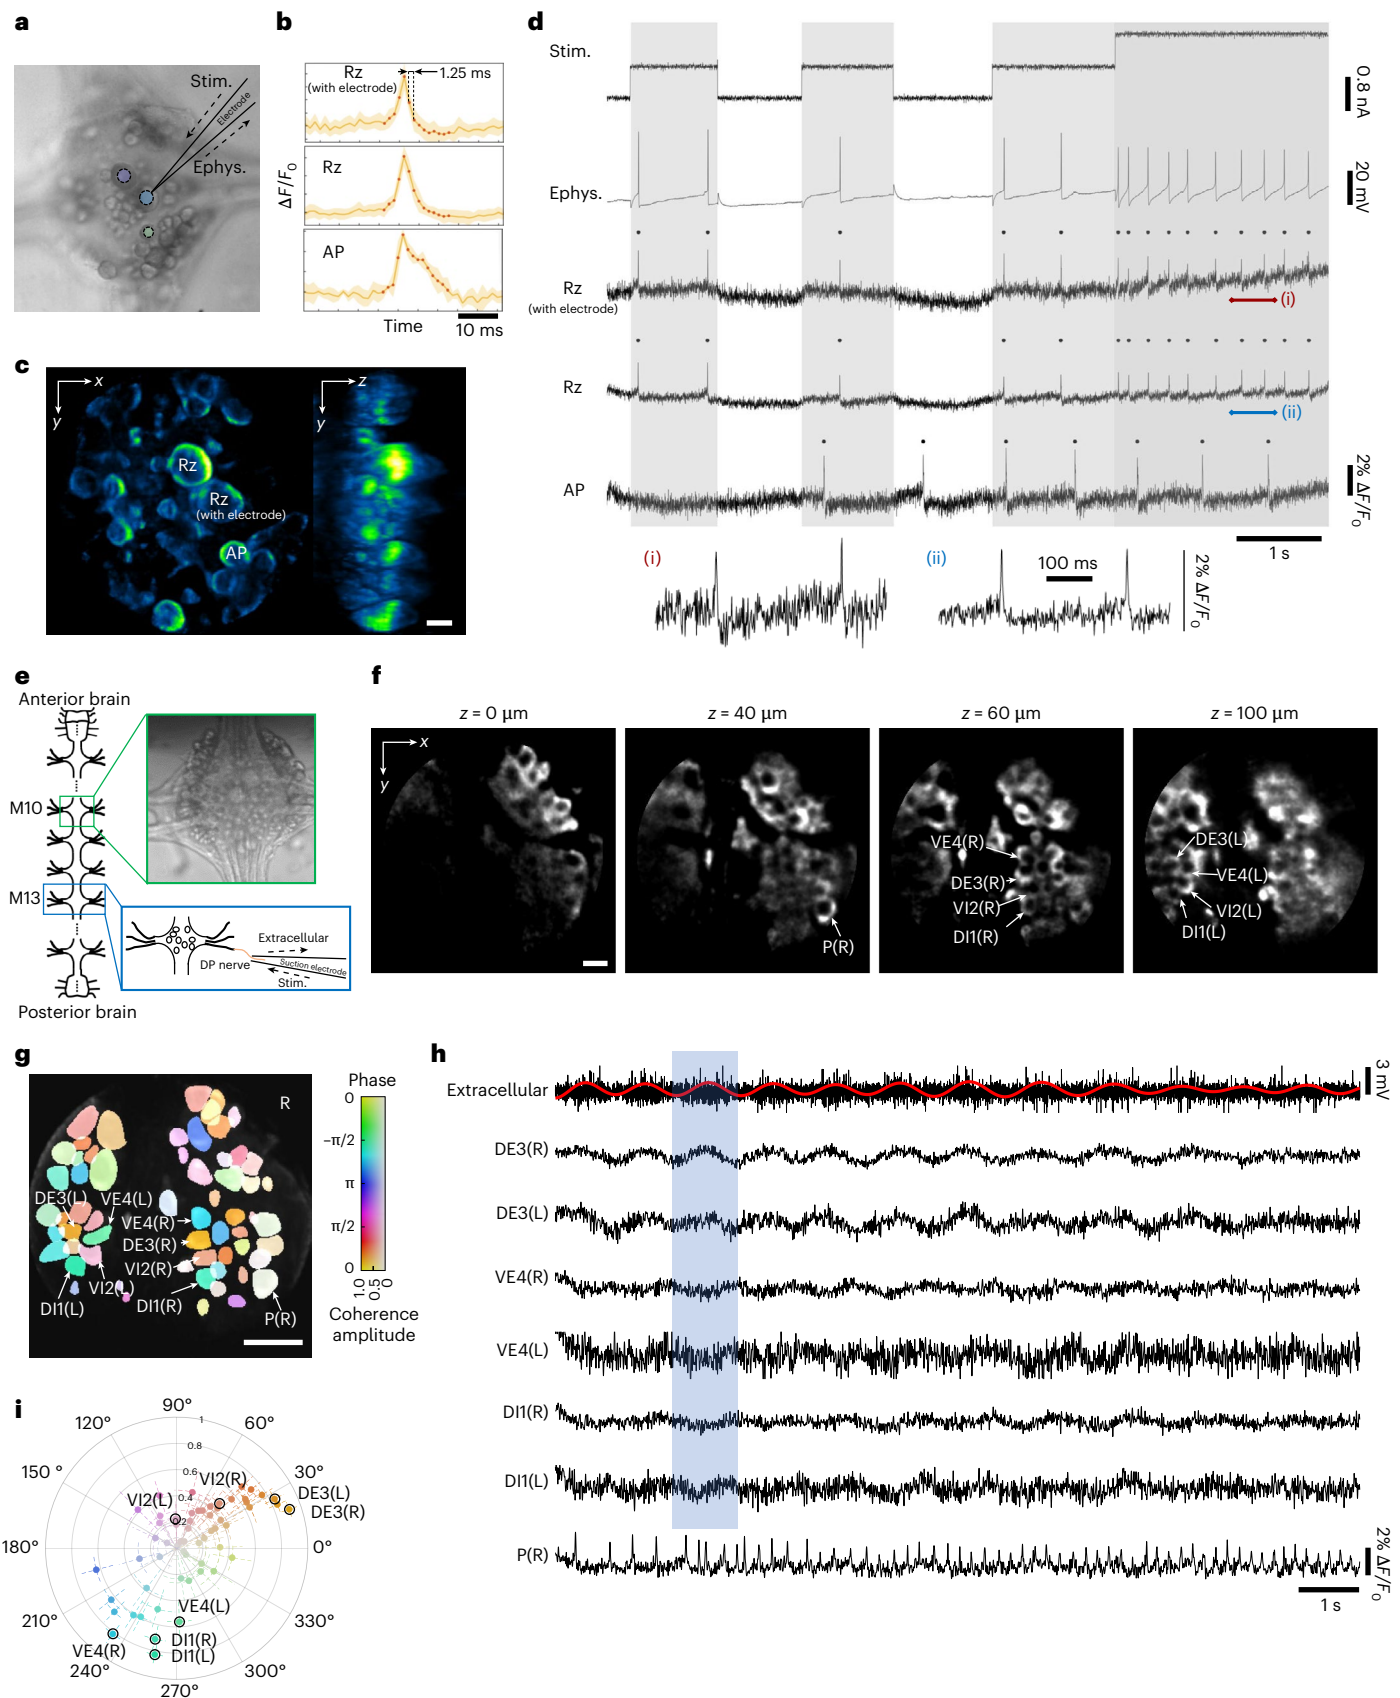 a
Stim.
Electrode
Ephys.
b
Rz
(with electrode)
1.25 ms
Rz
AP
ΔF/F0
Time
10 ms
c
x
y
z
y
Rz
Rz
(with electrode)
AP
d
Stim.
0.8 nA
Ephys.
20 mV
Rz
(with electrode)
(i)
Rz
(ii)
AP
2% ΔF/F0
1 s
(i)
(ii)
100 ms
2% ΔF/F0
e
Anterior brain
M10
M13
Extracellular
DP nerve
Suction electrode
Stim.
Posterior brain
f
z = 0 µm
z = 40 µm
z = 60 µm
z = 100 µm
x
y
P(R)
VE4(R)
DE3(R)
VI2(R)
DI1(R)
DE3(L)
VE4(L)
VI2(L)
DI1(L)
g
R
DE3(L)
VE4(L)
VE4(R)
DE3(R)
VI2(R)
VI2(L)
DI1(L)
DI1(R)
P(R)
Phase
0
–π/2
π
π/2
0
1.0
0.5
0
Coherence
amplitude
h
Extracellular
3 mV
DE3(R)
DE3(L)
VE4(R)
VE4(L)
DI1(R)
DI1(L)
P(R)
2% ΔF/F0
1 s
i
90°
120°
60°
150 °
30°
180°
0°
210°
330°
240°
300°
270°
1
0.8
0.6
0.4
0.2
VI2(R)
VI2(L)
DE3(L)
DE3(R)
VE4(L)
VE4(R)
DI1(R)
DI1(L)